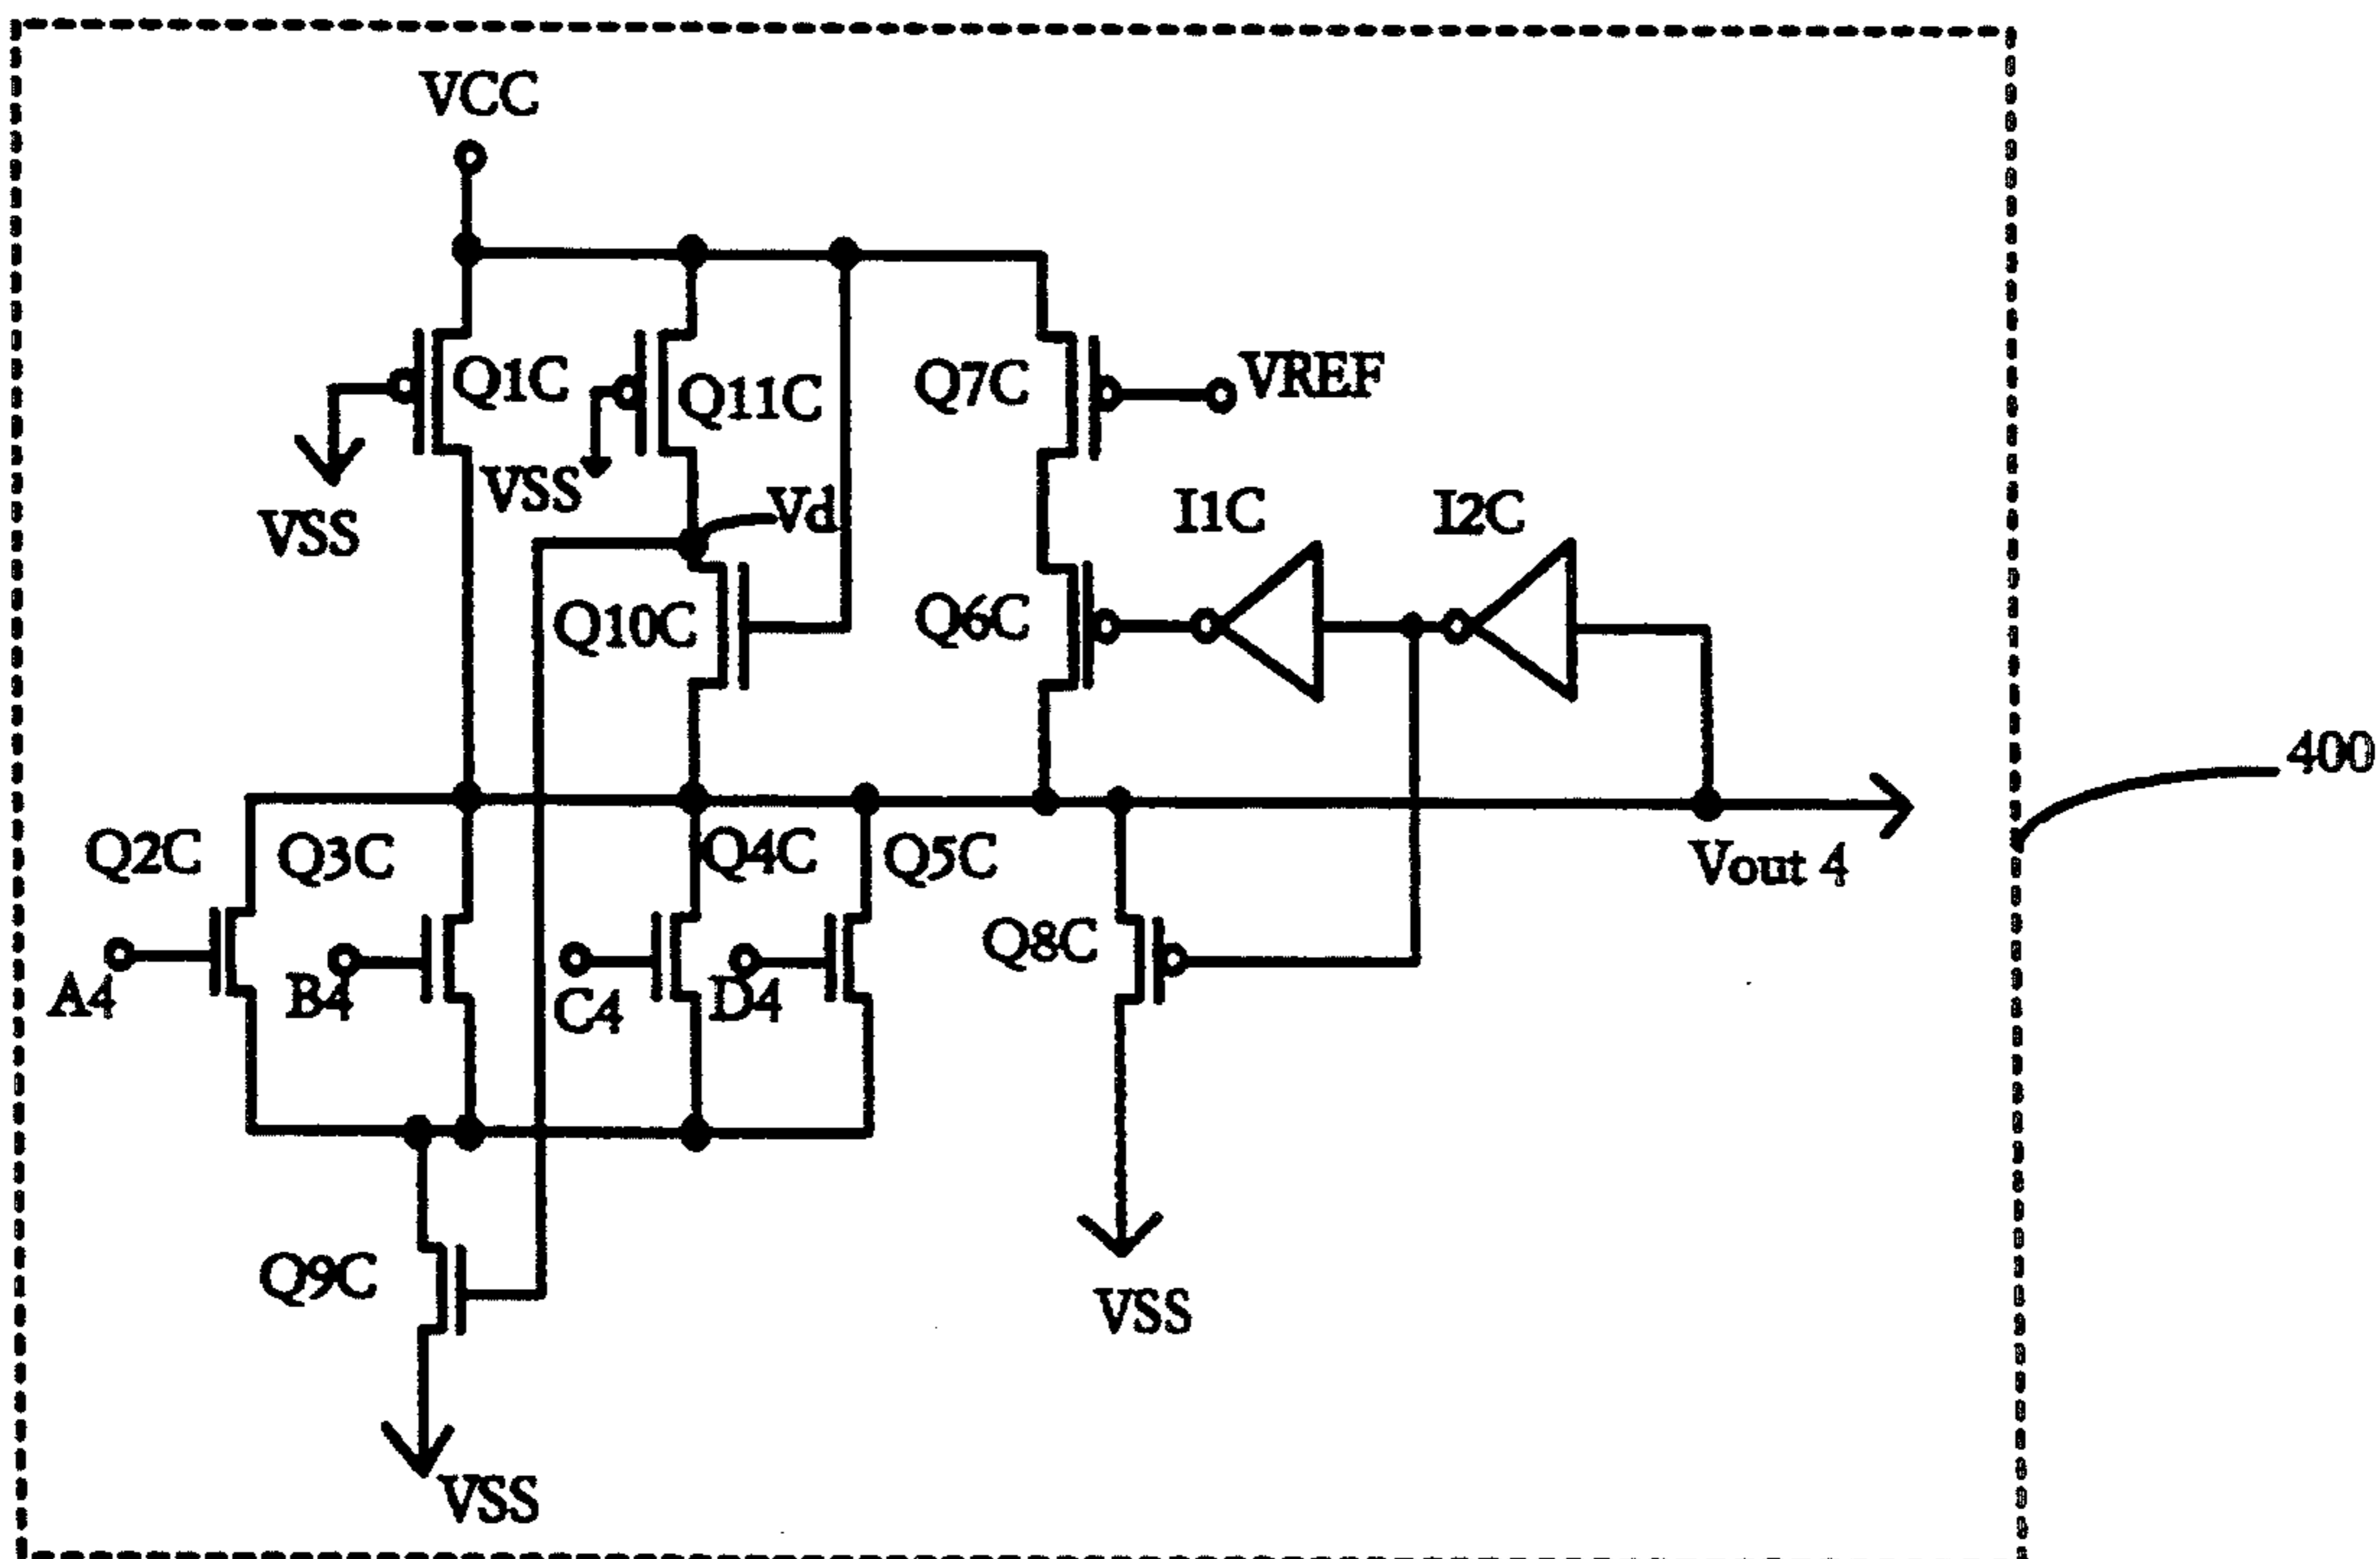 VCC
Q1C
Q11C
Q7C
VREF
VSS
VSS
Vd
I1C
I2C
Q10C
Q6C
400
Q2C
Q3C
Q4C
Q5C
Vout 4
Q8C
A4
B4
C4
D4
Q9C
VSS
VSS